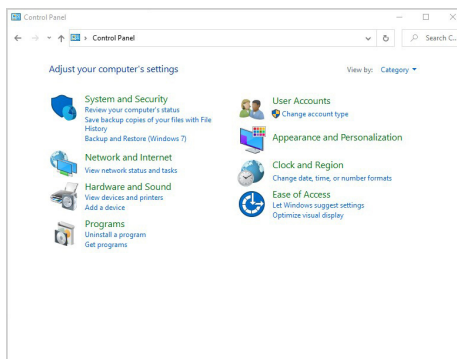 Control Panel
Control Panel
Search C...
Adjust your computer's settings
View by: Category
System and Security
Review your computer's status
Save backup copies of your files with File
History
Backup and Restore (Windows 7)
Network and Internet
View network status and tasks
Hardware and Sound
View devices and printers
Add a device
Programs
Uninstall a program
Get programs
User Accounts
Change account type
Appearance and Personalization
Clock and Region
Change date, time, or number formats
Ease of Access
Let Windows suggest settings
Optimize visual display